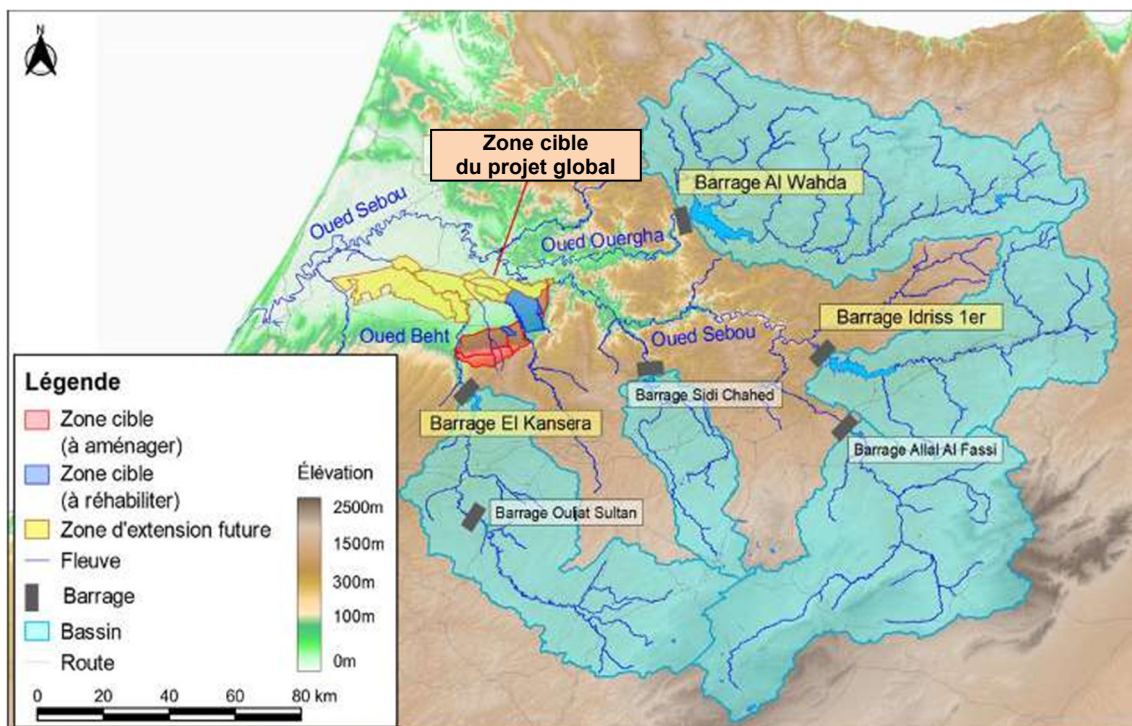 N
Zone cible
du projet global
Barrage Al Wahda
Oued Sebou
Oued Ouergha
Oued Beht
Oued Sebou
Barrage Idriss 1er
Barrage Sidi Chahed
Barrage El Kansera
Barrage Allal Al Fassi
Barrage Ouljat Sultan
Légende
Zone cible
(à aménager)
Zone cible
(à réhabiliter)
Zone d'extension future
Fleuve
Barrage
Bassin
Route
Élévation
2500m
1500m
300m
100m
0m
0 20 40 60 80 km